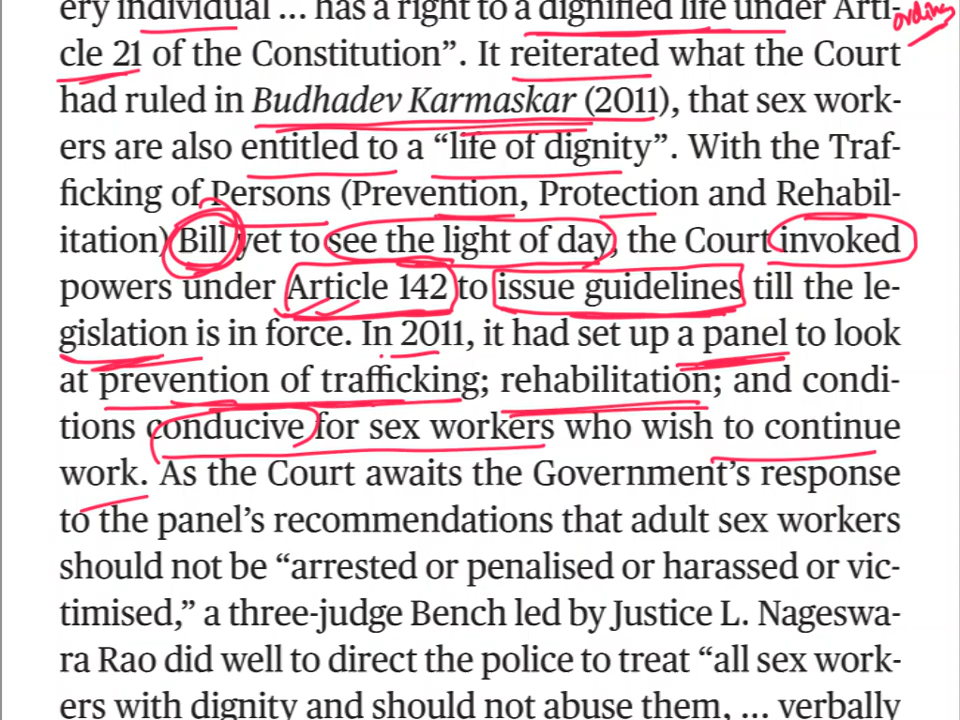 ery individual ... has a right to a dignified life under Arti-
cle 21 of the Constitution”. It reiterated what the Court
had ruled in Budhadev Karmaskar (2011), that sex work-
ers are also entitled to a “life of dignity”. With the Traf-
ficking of Persons (Prevention, Protection and Rehabil-
itation) Bill yet to see the light of day, the Court invoked
powers under Article 142 to issue guidelines till the le-
gislation is in force. In 2011, it had set up a panel to look
at prevention of trafficking; rehabilitation; and condi-
tions conducive for sex workers who wish to continue
work. As the Court awaits the Government’s response
to the panel’s recommendations that adult sex workers
should not be “arrested or penalised or harassed or vic-
timised,” a three-judge Bench led by Justice L. Nageswa-
ra Rao did well to direct the police to treat “all sex work-
ers with dignity and should not abuse them, ... verbally